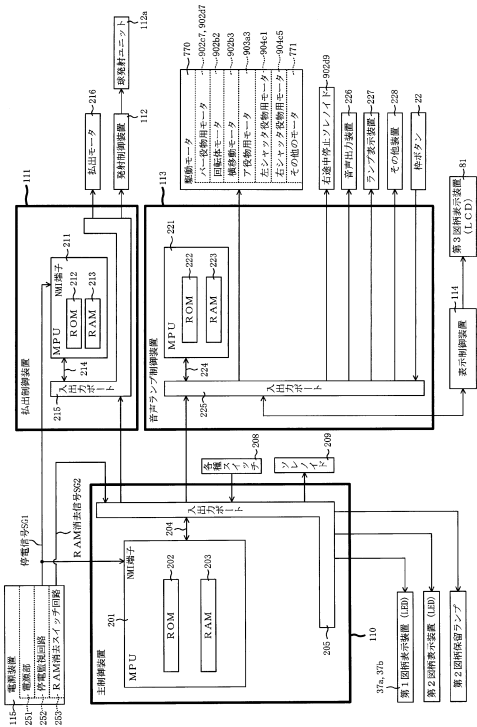 115
電源装置
251
電源部
252
停電監視回路
253
RAM消去スイッチ回路
停電信号SG1
RAM消去信号SG2
主制御装置
110
201
MPU
NMI端子
ROM
202
RAM
203
204
入出力ポート
205
各種スイッチ
208
ソレノイド
209
37a, 37b
第1図柄表示装置(LED)
第2図柄表示装置(LED)
第2図柄保留ランプ
払出制御装置
111
211
MPU
NMI端子
ROM
212
RAM
213
214
215
入出力ポート
払出モータ
216
発射制御装置
112
球発射ユニット
112a
音声ランプ制御装置
113
221
MPU
ROM
222
RAM
223
224
225
入出力ポート
駆動モータ
770
バー役物用モータ
902c7, 902d7
回転体モータ
902b2
横移動モータ
902b3
ア役物用モータ
903a3
左シャッタ役物用モータ
904c1
右シャッタ役物用モータ
904c5
その他のモータ
771
右途中停止ソレノイド
902d9
音声出力装置
226
ランプ表示装置
227
その他装置
228
枠ボタン
22
表示制御装置
114
第3図柄表示装置
(LCD)
81